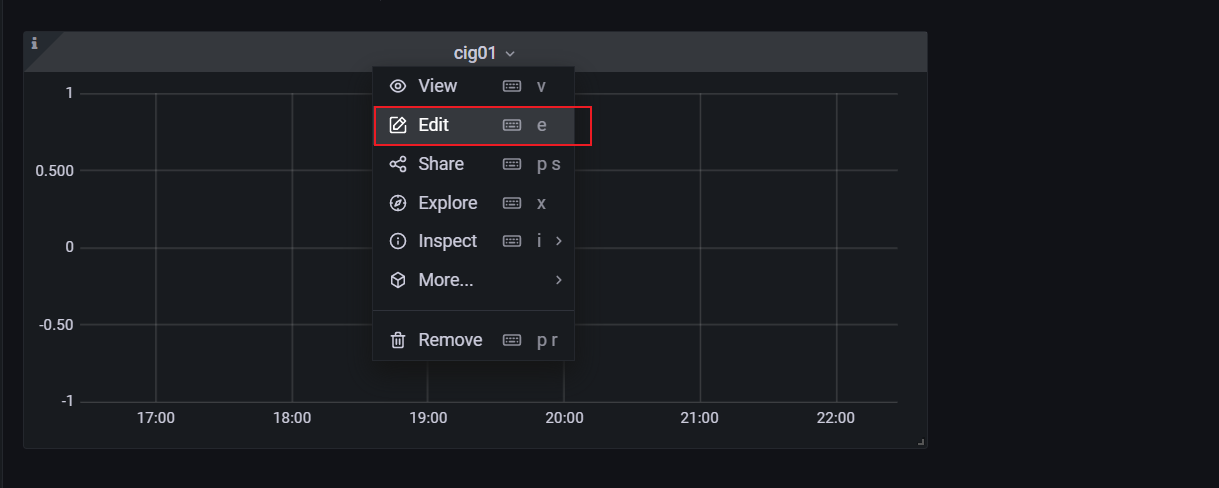 i
cig01
View v
Edit e
Share p s
Explore x
Inspect i
More...
Remove p r
1
0.500
0
-0.50
-1
17:00 18:00 19:00 20:00 21:00 22:00